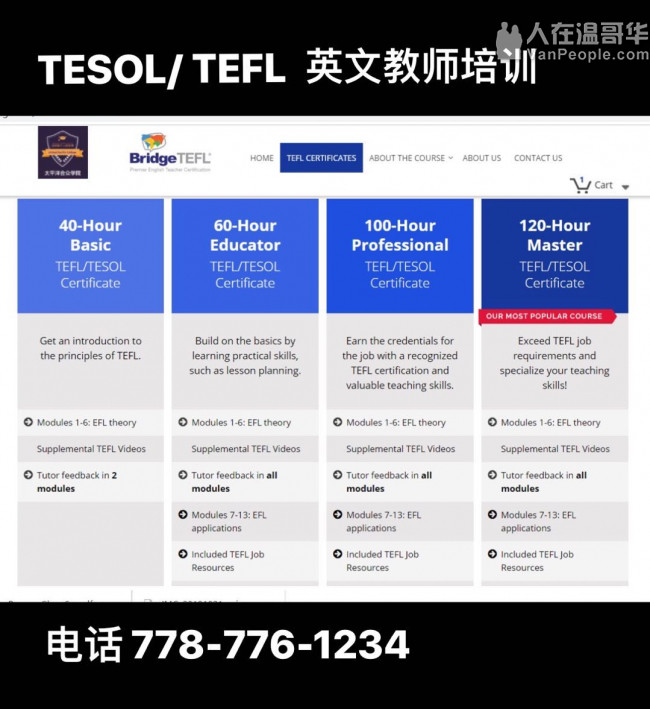 人在温哥华
VanPeople.com
TESOL/ TEFL 英文教师培训
太平洋台公学院
BridgeTEFL
Premier English Teacher Certification
HOME
TEFL CERTIFICATES
ABOUT THE COURSE
ABOUT US
CONTACT US
1
Cart
40-Hour
Basic
TEFL/TESOL
Certificate
Get an introduction to
the principles of TEFL.
Modules 1-6: EFL theory
Supplemental TEFL Videos
Tutor feedback in 2
modules
60-Hour
Educator
TEFL/TESOL
Certificate
Build on the basics by
learning practical skills,
such as lesson planning.
Modules 1-6: EFL theory
Supplemental TEFL Videos
Tutor feedback in all
modules
Modules 7-13: EFL
applications
Included TEFL Job
Resources
100-Hour
Professional
TEFL/TESOL
Certificate
Earn the credentials for
the job with a recognized
TEFL certification and
valuable teaching skills.
Modules 1-6: EFL theory
Supplemental TEFL Videos
Tutor feedback in all
modules
Modules 7-13: EFL
applications
Included TEFL Job
Resources
120-Hour
Master
TEFL/TESOL
Certificate
OUR MOST POPULAR COURSE
Exceed TEFL job
requirements and
specialize your teaching
skills!
Modules 1-6: EFL theory
Supplemental TEFL Videos
Tutor feedback in all
modules
Modules 7-13: EFL
applications
Included TEFL Job
Resources
电话 778-776-1234